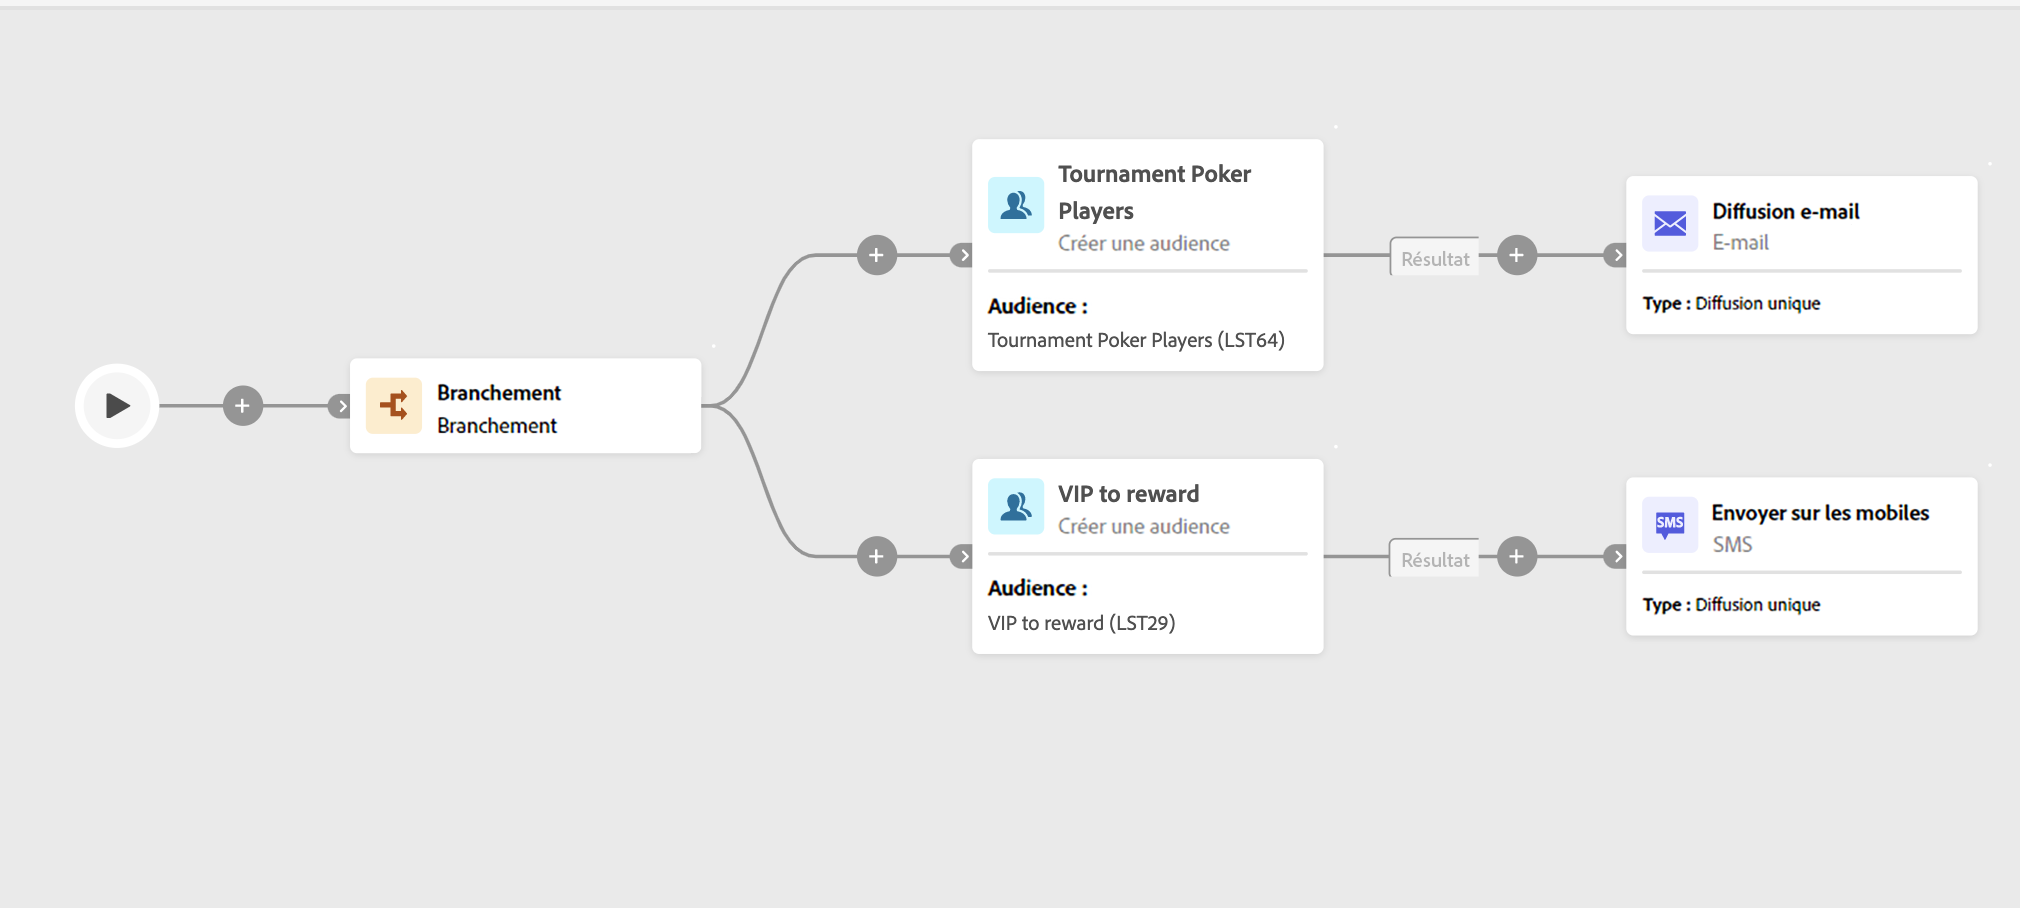 Branchement
Branchement
Tournament Poker
Players
Créer une audience
Audience :
Tournament Poker Players (LST64)
Résultat
Diffusion e-mail
E-mail
Type : Diffusion unique
VIP to reward
Créer une audience
Audience :
VIP to reward (LST29)
Résultat
SMS
Envoyer sur les mobiles
SMS
Type : Diffusion unique